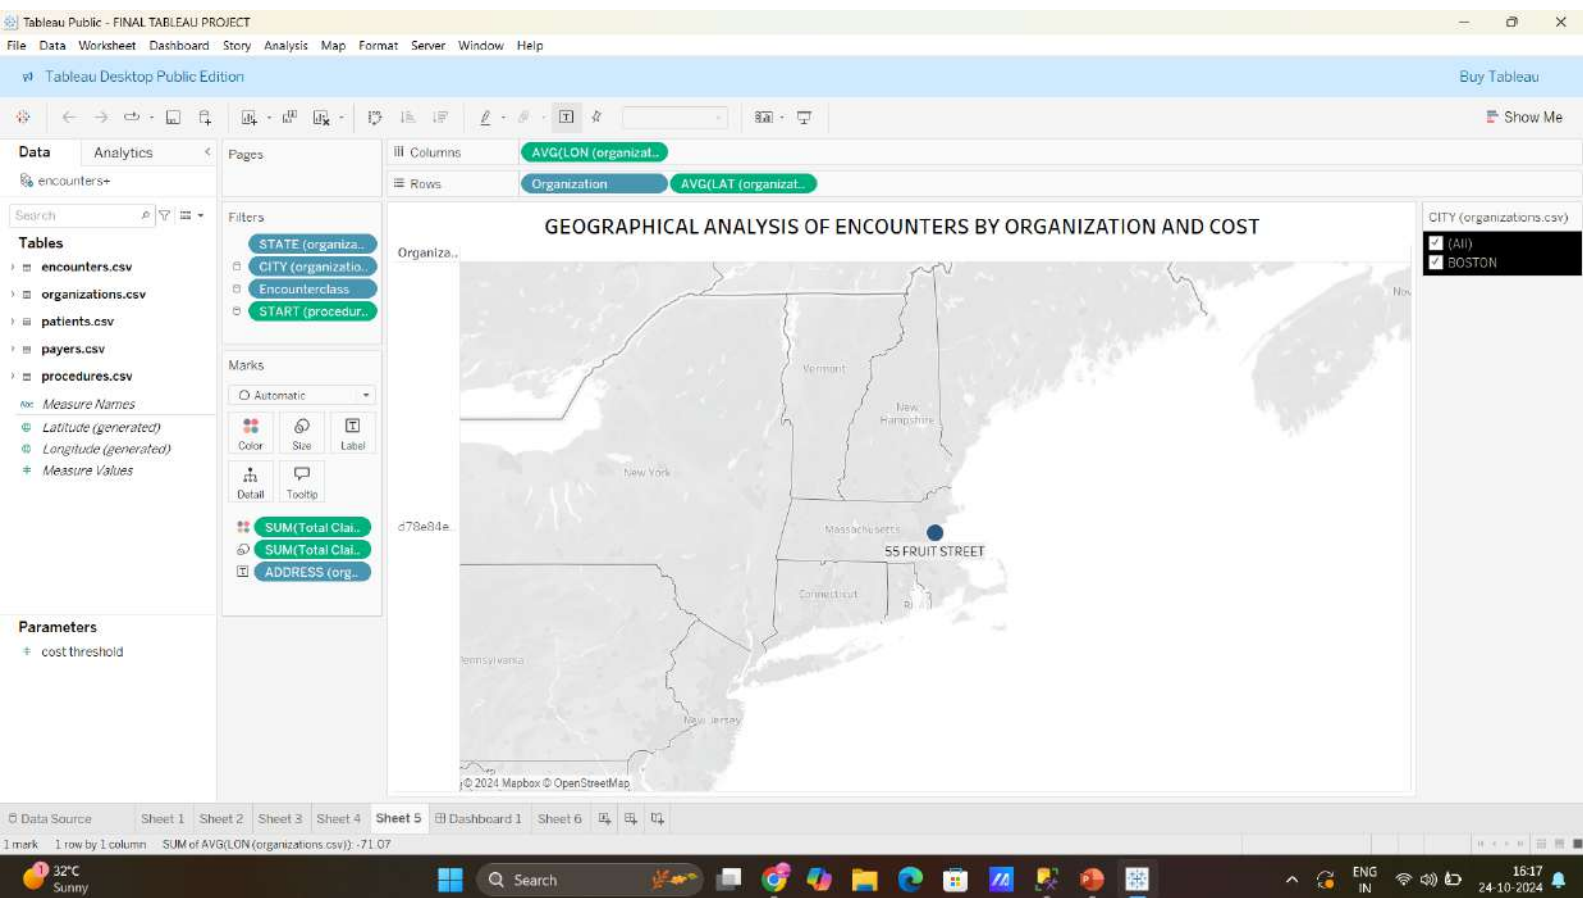 Tableau Public - FINAL TABLEAU PROJECT
File Data Worksheet Dashboard Story Analysis Map Format Server Window Help
Tableau Desktop Public Edition
Buy Tableau
Show Me
Data Analytics
encounters+
Search
Tables
encounters.csv
organizations.csv
patients.csv
payers.csv
procedures.csv
Abc Measure Names
Latitude (generated)
Longitude (generated)
Measure Values
Parameters
cost threshold
Pages
Filters
STATE (organiza..
CITY (organizatio..
Encounterclass
START (procedur..
Marks
Automatic
Color Size Label
Detail Tooltip
SUM(Total Clai..
SUM(Total Clai..
ADDRESS (org..
Columns AVG(LON (organizat..
Rows Organization AVG(LAT (organizat..
GEOGRAPHICAL ANALYSIS OF ENCOUNTERS BY ORGANIZATION AND COST
Organiza..
d78e84e..
Nov
Vermont
New
Hampshire
New York
Massachusetts
55 FRUIT STREET
Connecticut
R
Pennsylvania
New Jersey
© 2024 Mapbox © OpenStreetMap
CITY (organizations.csv)
(All)
BOSTON
Data Source Sheet 1 Sheet 2 Sheet 3 Sheet 4 Sheet 5 Dashboard 1 Sheet 6
1 mark 1 row by 1 column SUM of AVG(LON (organizations.csv)): -71.07
1
32°C
Sunny
Search
ENG
IN
16:17
24-10-2024